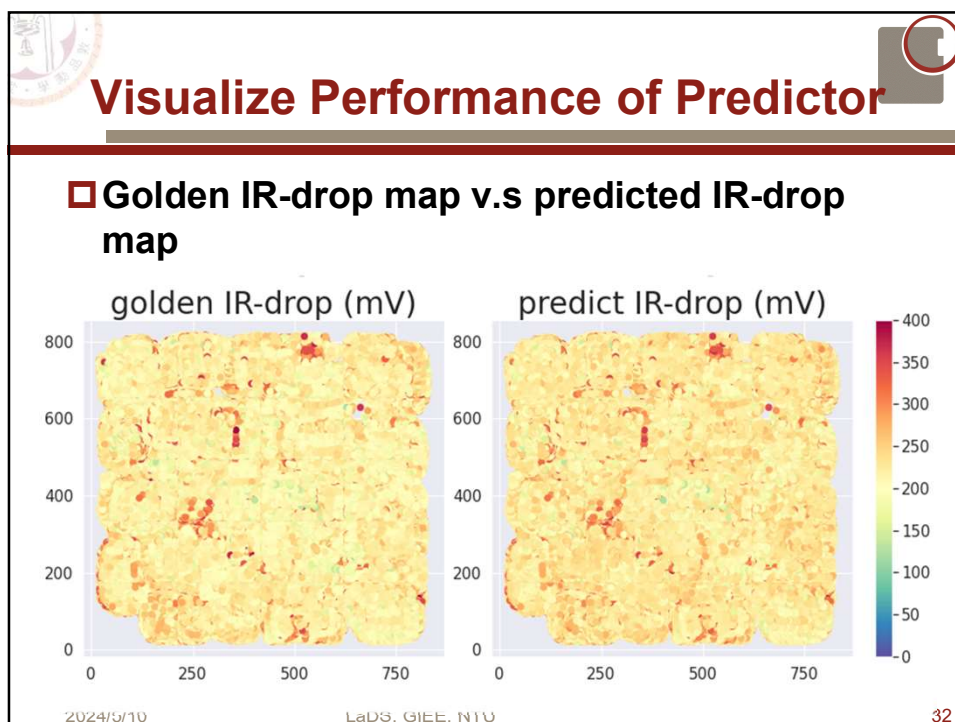 Visualize Performance of Predictor
Golden IR-drop map v.s predicted IR-drop
map
golden IR-drop (mV) predict IR-drop (mV)
800 800 400
350
600 600 300
250
400 400 200
150
200 200 100
50
0 0 0
0 250 500 750 0 250 500 750
2024/5/10 LaDS, GIEE, NTU 32